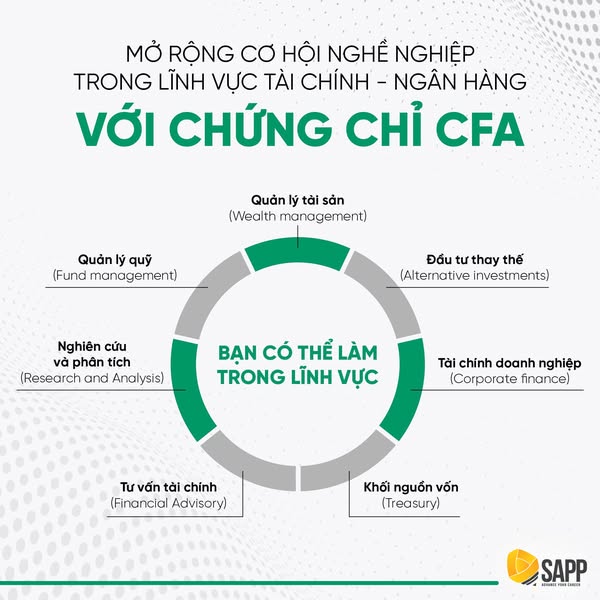 MỞ RỘNG CƠ HỘI NGHỀ NGHIỆP
TRONG LĨNH VỰC TÀI CHÍNH - NGÂN HÀNG
VỚI CHỨNG CHỈ CFA
Quản lý tài sản
(Wealth management)
Quản lý quỹ
(Fund management)
Đầu tư thay thế
(Alternative investments)
Nghiên cứu
và phân tích
(Research and Analysis)
BẠN CÓ THỂ LÀM
TRONG LĨNH VỰC
Tài chính doanh nghiệp
(Corporate finance)
Tư vấn tài chính
(Financial Advisory)
Khối nguồn vốn
(Treasury)
SAPP
ADVANCE YOUR CAREER